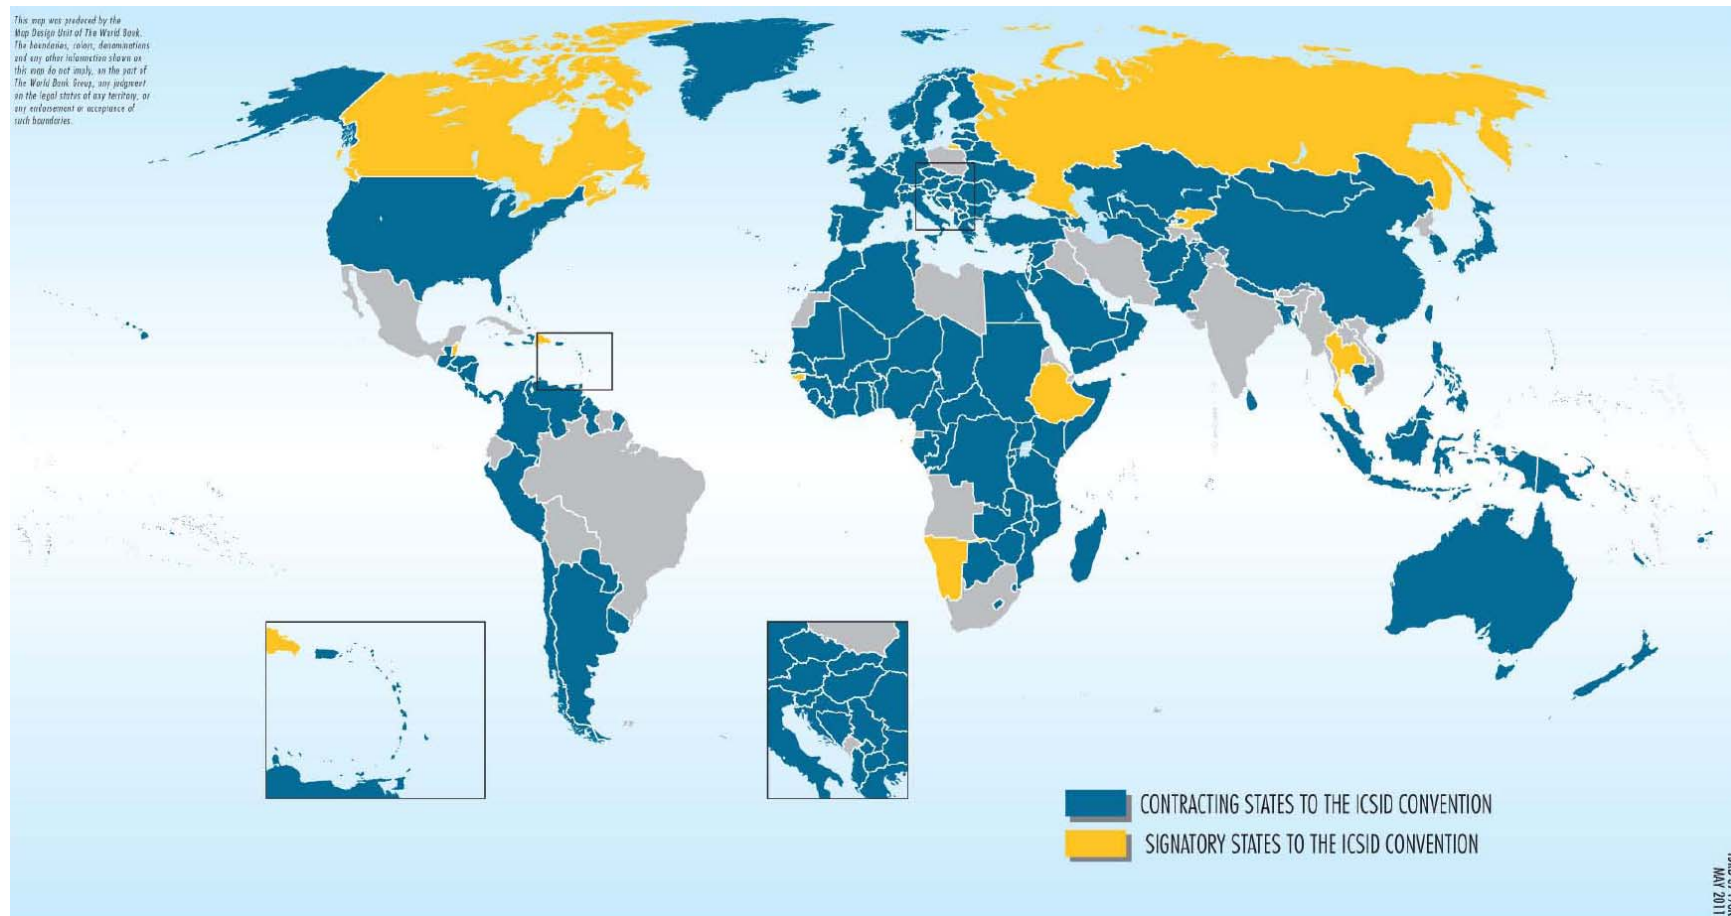 This map was produced by the
Map Design Unit of The World Bank.
The boundaries, colors, denominations
and any other information shown on
this map do not imply, on the part of
The World Bank Group, any judgment
on the legal status of any territory, or
any endorsement or acceptance of
such boundaries.
CONTRACTING STATES TO THE ICSID CONVENTION
SIGNATORY STATES TO THE ICSID CONVENTION
MAY 2011